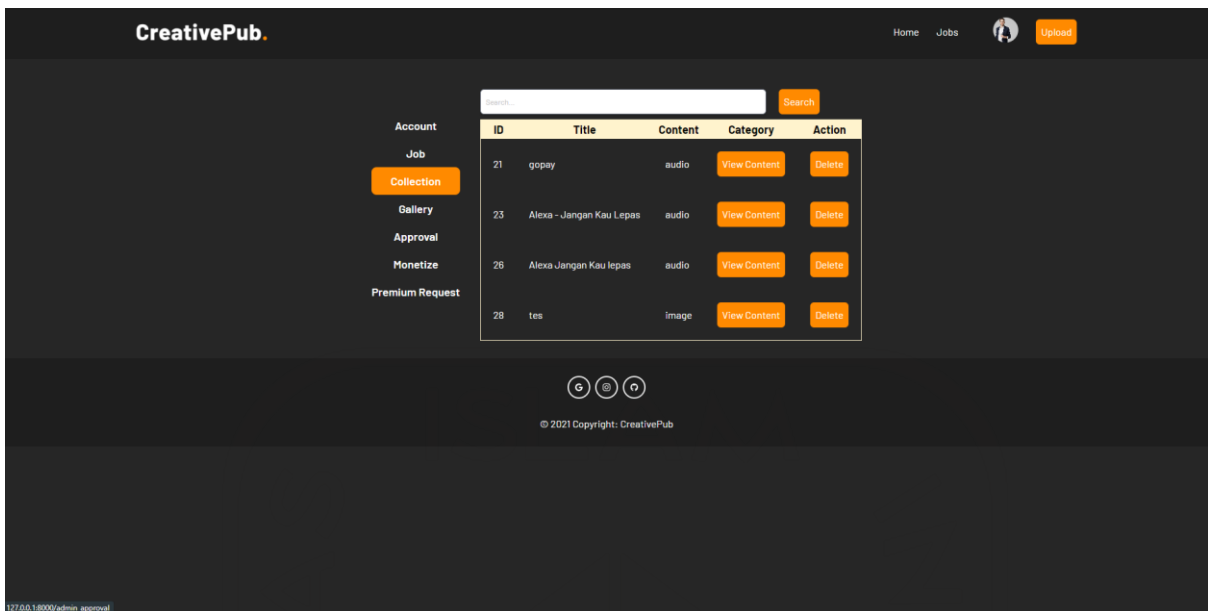 CreativePub.
Home Jobs Upload
Search... Search
Account
Job
Collection
Gallery
Approval
Monetize
Premium Request
ID Title Content Category Action
21 gopay audio View Content Delete
23 Alexa - Jangan Kau Lepas audio View Content Delete
26 Alexa Jangan Kau lepas audio View Content Delete
28 tes image View Content Delete
G
© 2021 Copyright: CreativePub
127.0.0.1:8000/admin_approval